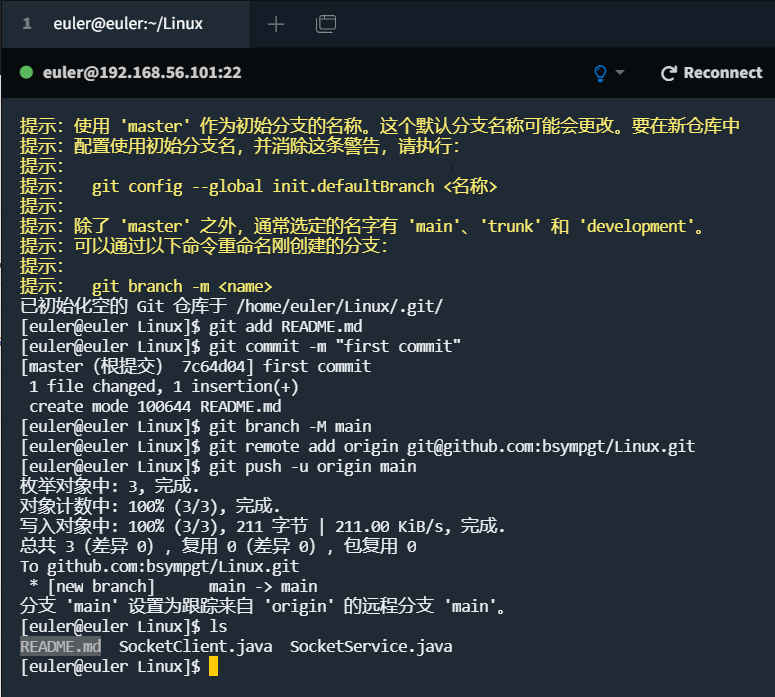 1 euler@euler:~/Linux
euler@192.168.56.101:22 Reconnect
提示：使用 'master' 作为初始分支的名称。这个默认分支名称可能会更改。要在新仓库中
提示：配置使用初始分支名，并消除这条警告，请执行：
提示：
提示：  git config --global init.defaultBranch <名称>
提示：
提示：除了 'master' 之外，通常选定的名字有 'main'、'trunk' 和 'development'。
提示：可以通过以下命令重命名刚创建的分支：
提示：
提示：  git branch -m <name>
已初始化空的 Git 仓库于 /home/euler/Linux/.git/
[euler@euler Linux]$ git add README.md
[euler@euler Linux]$ git commit -m "first commit"
[master（根提交） 7c64d04] first commit
 1 file changed, 1 insertion(+)
 create mode 100644 README.md
[euler@euler Linux]$ git branch -M main
[euler@euler Linux]$ git remote add origin git@github.com:bsympgt/Linux.git
[euler@euler Linux]$ git push -u origin main
枚举对象中: 3, 完成.
对象计数中: 100% (3/3), 完成.
写入对象中: 100% (3/3), 211 字节 | 211.00 KiB/s, 完成.
总共 3（差异 0），复用 0（差异 0），包复用 0
To github.com:bsympgt/Linux.git
 * [new branch]      main -> main
分支 'main' 设置为跟踪来自 'origin' 的远程分支 'main'。
[euler@euler Linux]$ ls
README.md  SocketClient.java  SocketService.java
[euler@euler Linux]$